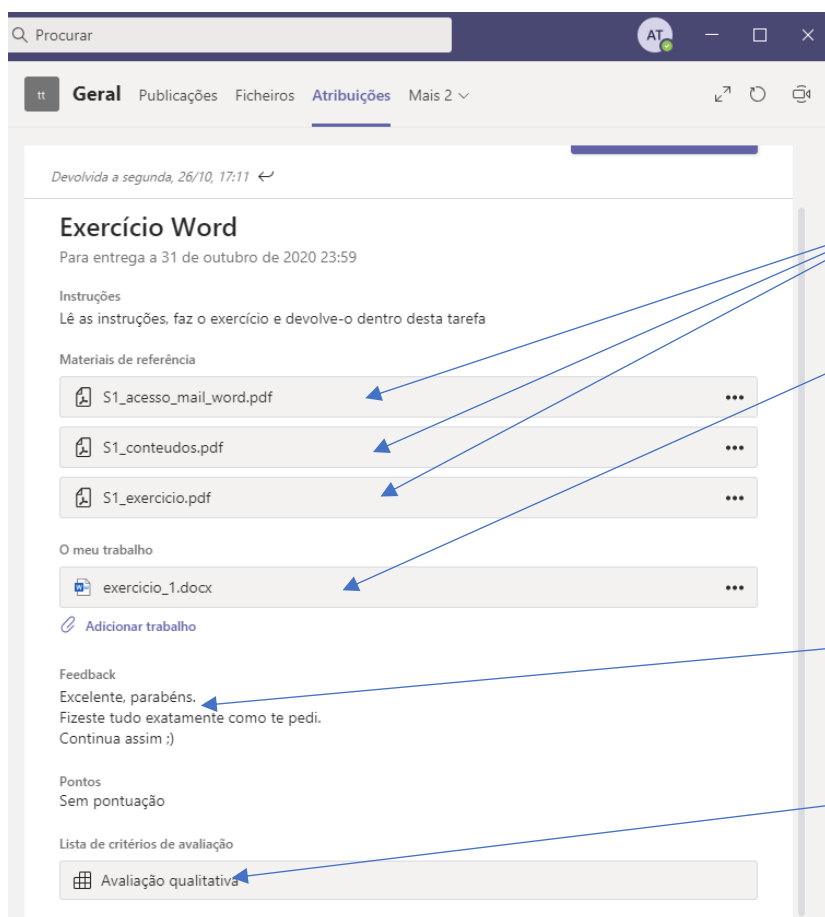 Procurar
AT
tt Geral Publicações Ficheiros Atribuições Mais 2
Devolvida a segunda, 26/10, 17:11
Exercício Word
Para entrega a 31 de outubro de 2020 23:59
Instruções
Lê as instruções, faz o exercício e devolve-o dentro desta tarefa
Materiais de referência
S1_acesso_mail_word.pdf
S1_conteudos.pdf
S1_exercicio.pdf
O meu trabalho
exercicio_1.docx
Adicionar trabalho
Feedback
Excelente, parabéns.
Fizeste tudo exatamente como te pedi.
Continua assim ;)
Pontos
Sem pontuação
Lista de critérios de avaliação
Avaliação qualitativa